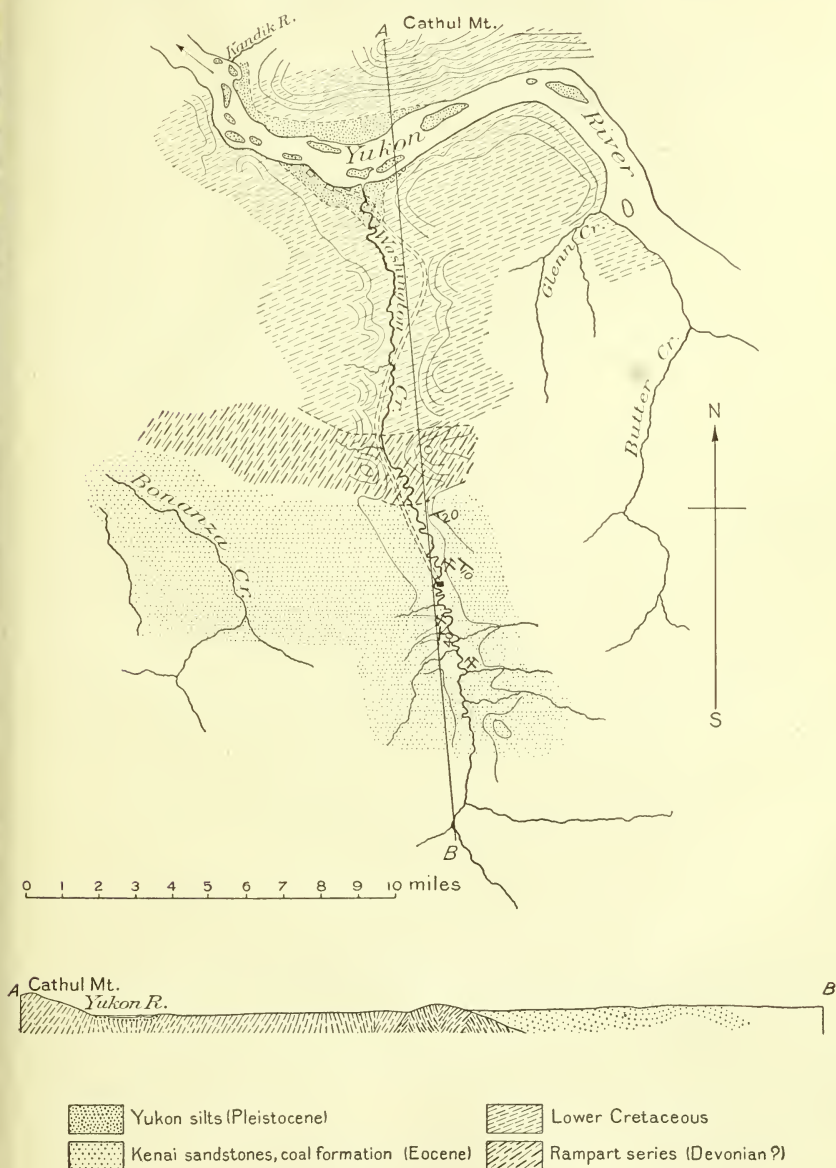 A Cathul Mt.
Kandik R.
Yukon River
Glenn Cr.
Washington Cr.
Butter Cr.
N
Bonanza Cr.
20
10
S
B
0 1 2 3 4 5 6 7 8 9 10 miles
A Cathul Mt. B
Yukon R.
Yukon silts (Pleistocene) Lower Cretaceous
Kenai sandstones, coal formation (Eocene) Rampart series (Devonian?)